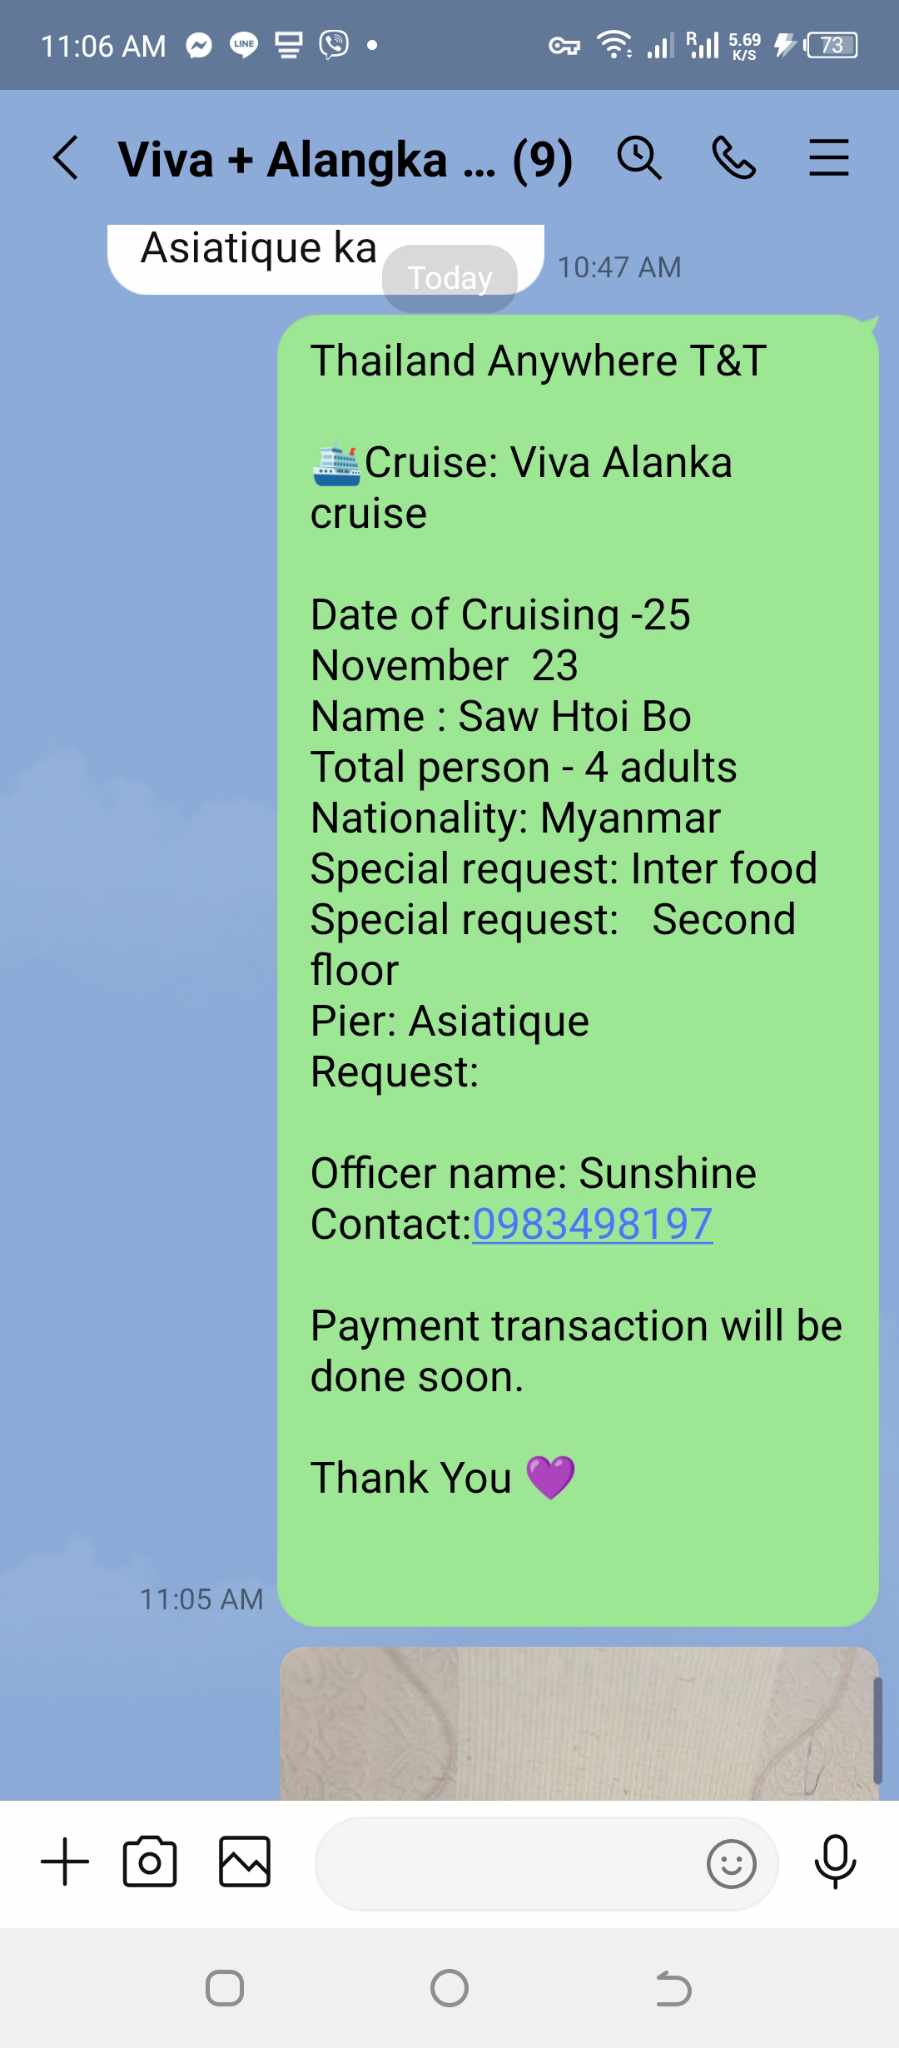 11:06 AM
LINE
R
5.69
K/S
73
Viva + Alangka ... (9)
Asiatique ka
Today
10:47 AM
Thailand Anywhere T&T
🛳️Cruise: Viva Alanka
cruise
Date of Cruising -25
November  23
Name : Saw Htoi Bo
Total person - 4 adults
Nationality: Myanmar
Special request: Inter food
Special request:   Second
floor
Pier: Asiatique
Request:
Officer name: Sunshine
Contact:0983498197
Payment transaction will be
done soon.
Thank You 💜
11:05 AM